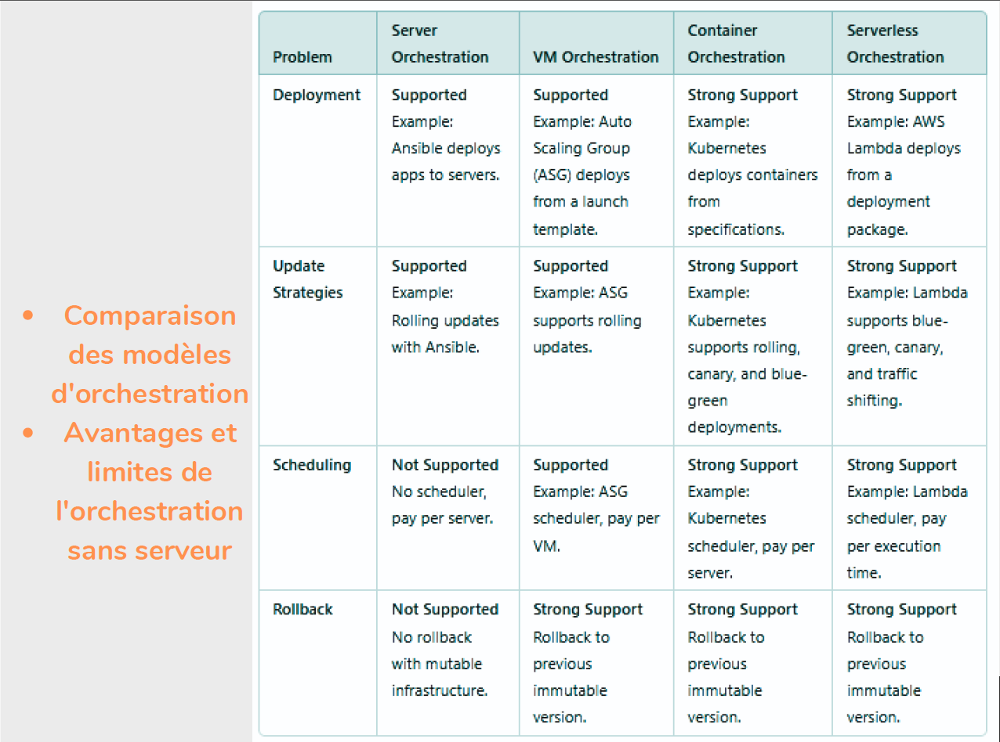 • Comparaison
des modèles
d'orchestration
• Avantages et
limites de
l'orchestration
sans serveur
Problem
Server
Orchestration
VM Orchestration
Container
Orchestration
Serverless
Orchestration
Deployment
Supported
Example:
Ansible deploys
apps to servers.
Supported
Example: Auto
Scaling Group
(ASG) deploys
from a launch
template.
Strong Support
Example:
Kubernetes
deploys containers
from
specifications.
Strong Support
Example: AWS
Lambda deploys
from a
deployment
package.
Update
Strategies
Supported
Example:
Rolling updates
with Ansible.
Supported
Example: ASG
supports rolling
updates.
Strong Support
Example:
Kubernetes
supports rolling,
canary, and blue-
green
deployments.
Strong Support
Example: Lambda
supports blue-
green, canary,
and traffic
shifting.
Scheduling
Not Supported
No scheduler,
pay per server.
Supported
Example: ASG
scheduler, pay per
VM.
Strong Support
Example:
Kubernetes
scheduler, pay per
server.
Strong Support
Example: Lambda
scheduler, pay
per execution
time.
Rollback
Not Supported
No rollback
with mutable
infrastructure.
Strong Support
Rollback to
previous
immutable
version.
Strong Support
Rollback to
previous
immutable
version.
Strong Support
Rollback to
previous
immutable
version.